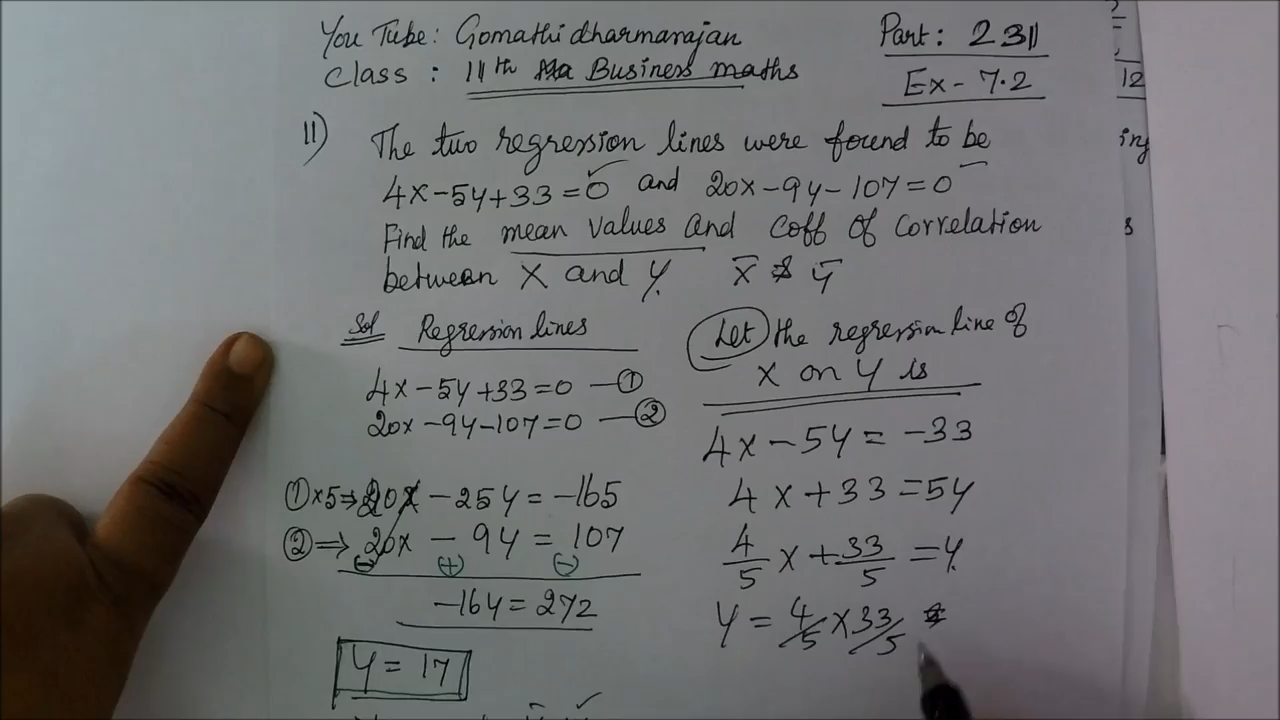 You Tube: Gomathidharmarajan
Class : 11th Business maths
Part: 231
Ex - 7.2
12
ing
s
11) The two regression lines were found to be
4x-5y+33=0 and 20x-9y-107=0
Find the mean values and coff of correlation
between X and Y. x̄ & ȳ
Sol Regression lines
4x-5y+33=0 —①
20x-9y-107=0 —②
①x5⇒ 20x - 25y = -165
②⇒ 20x - 9y = 107
(-) (+) (-)
-16y = 272
y = 17
Let the regression line of
X on Y is
4x-5y = -33
4x+33 = 5y
4/5 x + 33/5 = y.
y = 4/5 x 33/5